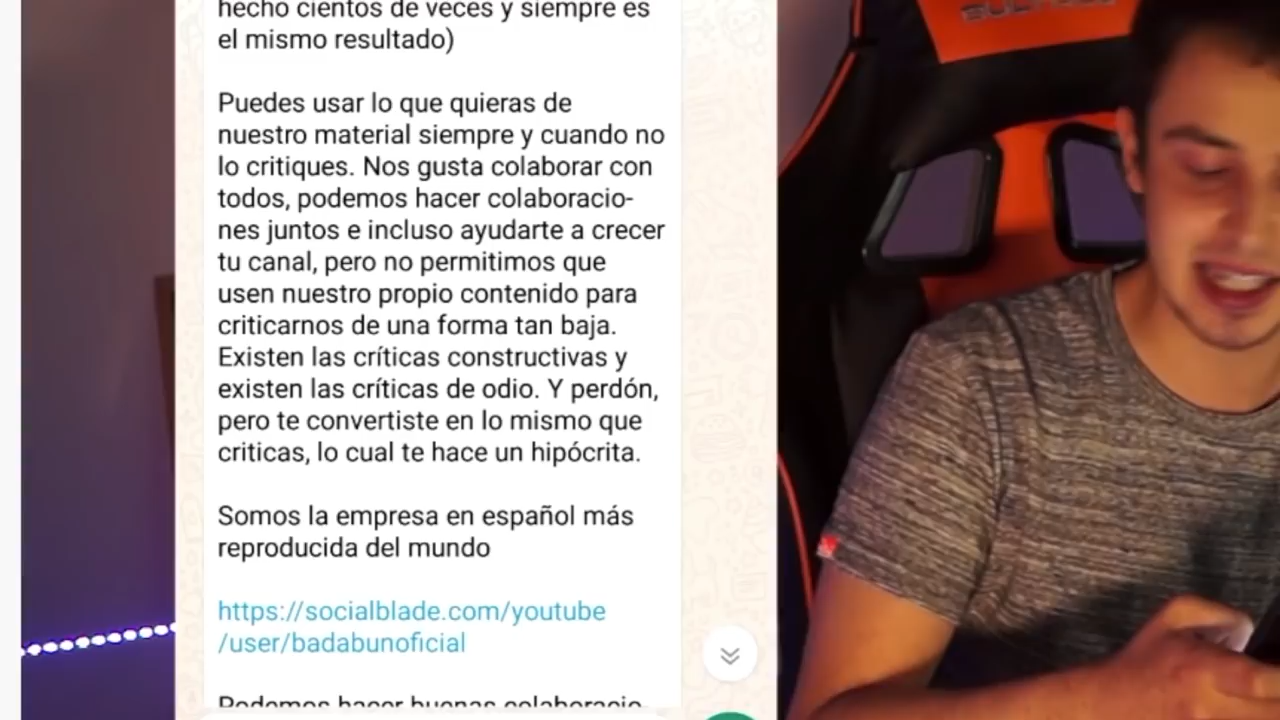 hecho cientos de veces y siempre es
el mismo resultado)
Puedes usar lo que quieras de
nuestro material siempre y cuando no
lo critiques. Nos gusta colaborar con
todos, podemos hacer colaboracio-
nes juntos e incluso ayudarte a crecer
tu canal, pero no permitimos que
usen nuestro propio contenido para
criticarnos de una forma tan baja.
Existen las críticas constructivas y
existen las críticas de odio. Y perdón,
pero te convertiste en lo mismo que
criticas, lo cual te hace un hipócrita.
Somos la empresa en español más
reproducida del mundo
https://socialblade.com/youtube
/user/badabunoficial
Podemos hacer buenas colaboracio-